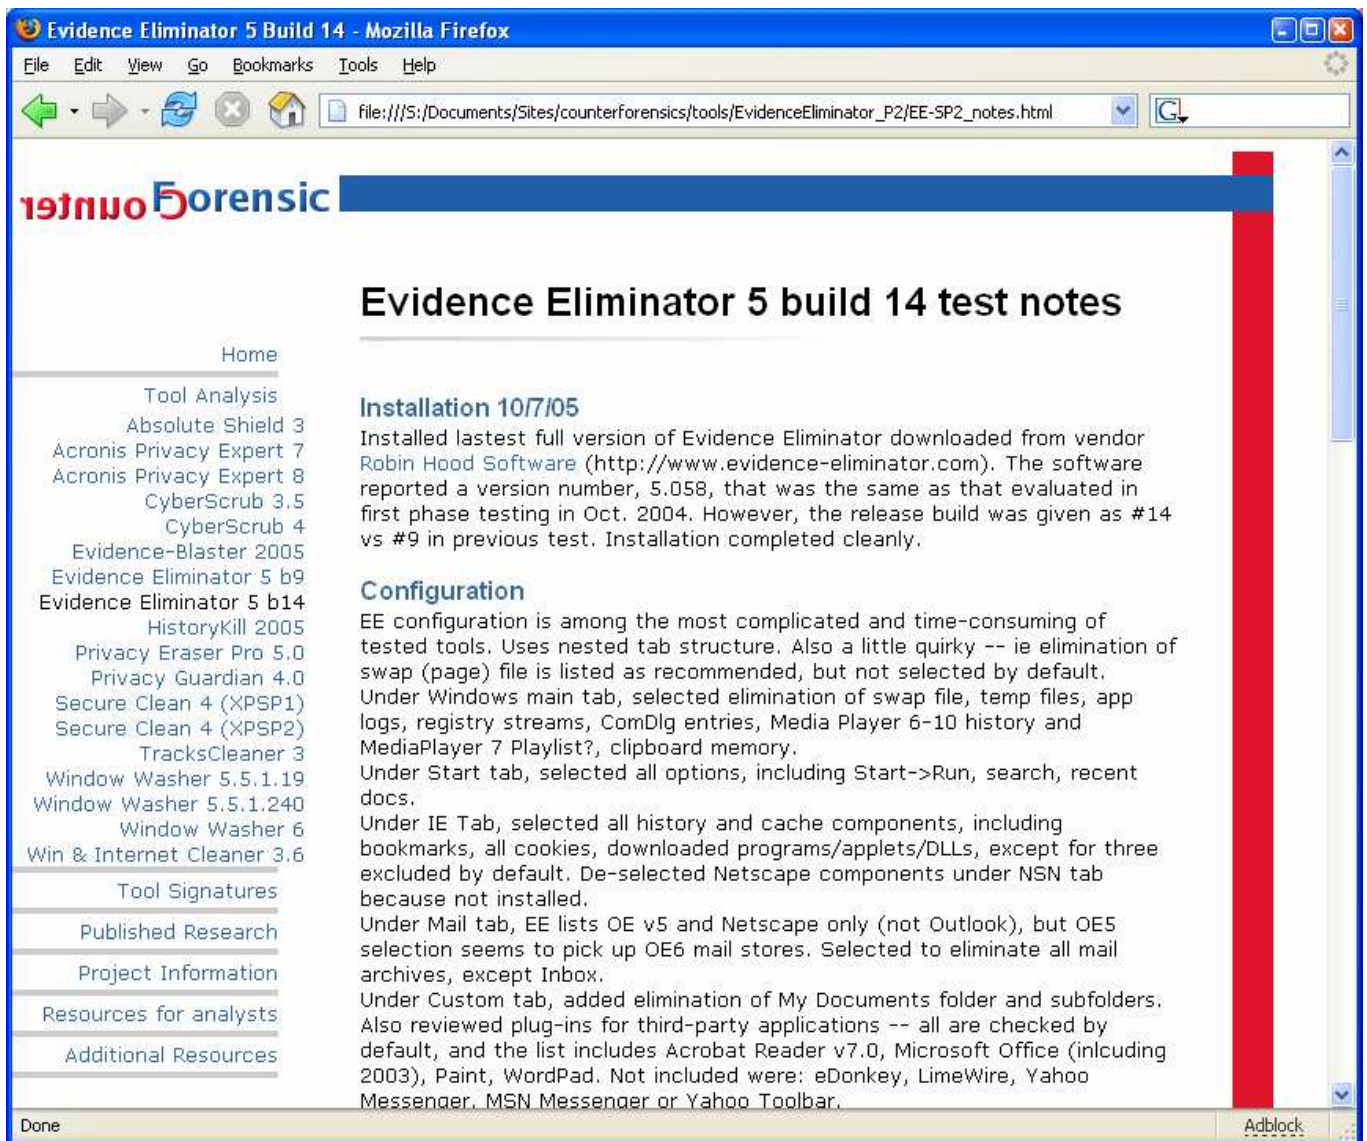 Evidence Eliminator 5 Build 14 - Mozilla Firefox
File Edit View Go Bookmarks Tools Help
file:///S:/Documents/Sites/counterforensics/tools/EvidenceEliminator_P2/EE-SP2_notes.html
G
Counter Forensic
Home
Tool Analysis
Absolute Shield 3
Acronis Privacy Expert 7
Acronis Privacy Expert 8
CyberScrub 3.5
CyberScrub 4
Evidence-Blaster 2005
Evidence Eliminator 5 b9
Evidence Eliminator 5 b14
HistoryKill 2005
Privacy Eraser Pro 5.0
Privacy Guardian 4.0
Secure Clean 4 (XPSP1)
Secure Clean 4 (XPSP2)
TracksCleaner 3
Window Washer 5.5.1.19
Window Washer 5.5.1.240
Window Washer 6
Win & Internet Cleaner 3.6
Tool Signatures
Published Research
Project Information
Resources for analysts
Additional Resources
Evidence Eliminator 5 build 14 test notes
Installation 10/7/05
Installed lastest full version of Evidence Eliminator downloaded from vendor
Robin Hood Software (http://www.evidence-eliminator.com). The software
reported a version number, 5.058, that was the same as that evaluated in
first phase testing in Oct. 2004. However, the release build was given as #14
vs #9 in previous test. Installation completed cleanly.
Configuration
EE configuration is among the most complicated and time-consuming of
tested tools. Uses nested tab structure. Also a little quirky -- ie elimination of
swap (page) file is listed as recommended, but not selected by default.
Under Windows main tab, selected elimination of swap file, temp files, app
logs, registry streams, ComDlg entries, Media Player 6-10 history and
MediaPlayer 7 Playlist?, clipboard memory.
Under Start tab, selected all options, including Start->Run, search, recent
docs.
Under IE Tab, selected all history and cache components, including
bookmarks, all cookies, downloaded programs/applets/DLLs, except for three
excluded by default. De-selected Netscape components under NSN tab
because not installed.
Under Mail tab, EE lists OE v5 and Netscape only (not Outlook), but OE5
selection seems to pick up OE6 mail stores. Selected to eliminate all mail
archives, except Inbox.
Under Custom tab, added elimination of My Documents folder and subfolders.
Also reviewed plug-ins for third-party applications -- all are checked by
default, and the list includes Acrobat Reader v7.0, Microsoft Office (inlcuding
2003), Paint, WordPad. Not included were: eDonkey, LimeWire, Yahoo
Messenger, MSN Messenger or Yahoo Toolbar.
Done
Adblock